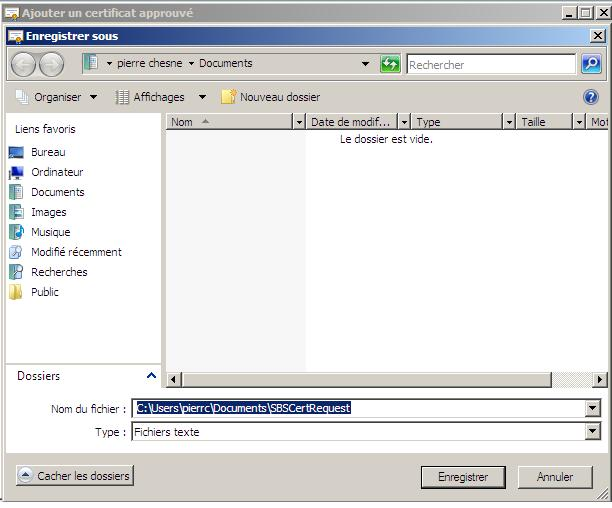 Ajouter un certificat approuvé
Enregistrer sous
pierre chesne Documents Rechercher
Organiser Affichages Nouveau dossier
Liens favoris
Bureau
Ordinateur
Documents
Images
Musique
Modifié récemment
Recherches
Public
Nom Date de modif... Type Taille Mot
Le dossier est vide.
Dossiers
Nom du fichier : C:\Users\pierrc\Documents\SBSCertRequest
Type : Fichiers texte
Cacher les dossiers Enregistrer Annuler